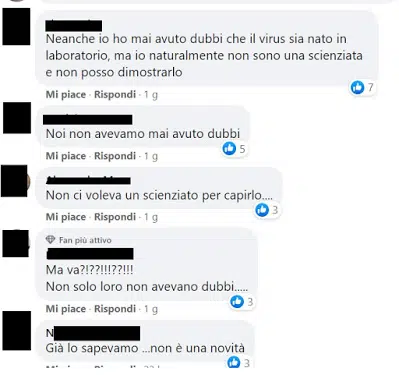 Neanche io ho mai avuto dubbi che il virus sia nato in
laboratorio, ma io naturalmente non sono una scienziata
e non posso dimostrarlo
7
Mi piace · Rispondi · 1 g
Noi non avevamo mai avuto dubbi
5
Mi piace · Rispondi · 1 g
Non ci voleva un scienziato per capirlo....
3
Mi piace · Rispondi · 1 g
Fan più attivo
Ma va?!??!!!??!!!
Non solo loro non avevano dubbi.....
3
Mi piace · Rispondi · 1 g
N
Già lo sapevamo ...non è una novità
3